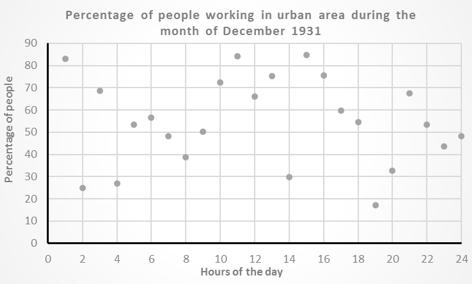 Percentage of people working in urban area during the
month of December 1931
Percentage of people
90
80
70
60
50
40
30
20
10
0
0 2 4 6 8 10 12 14 16 18 20 22 24
Hours of the day